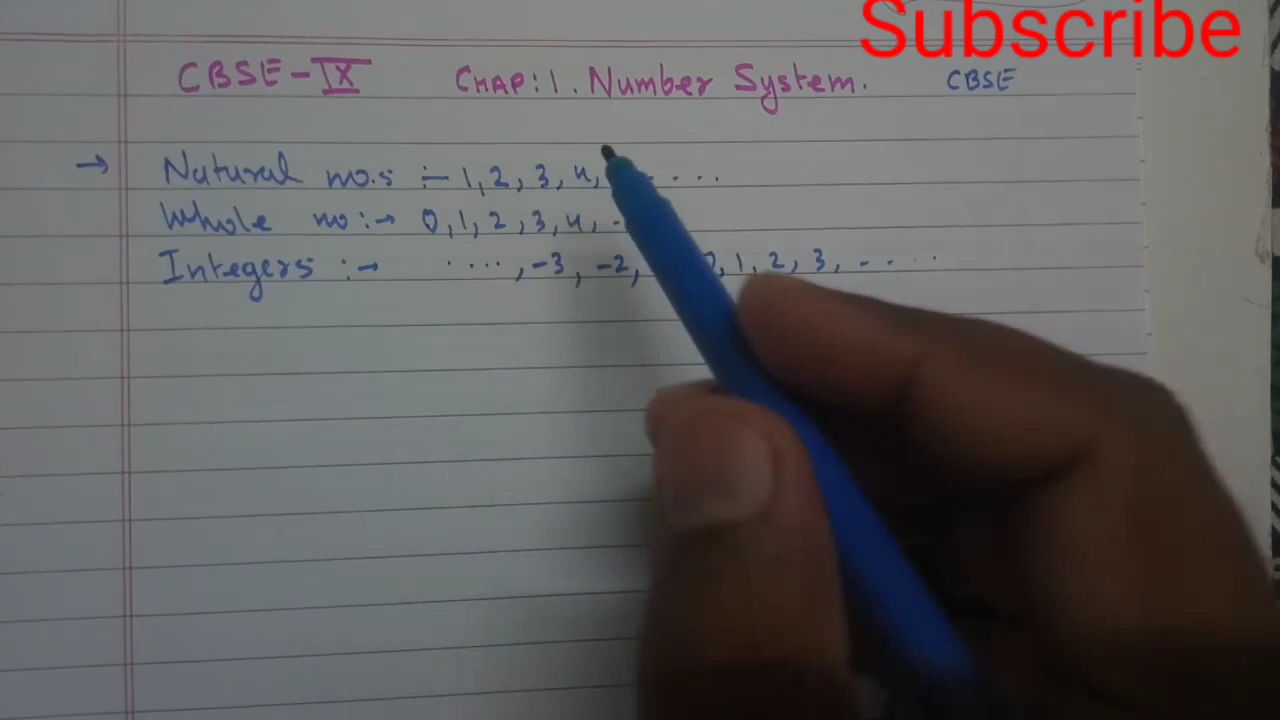 Subscribe
CBSE-IX CHAP:1. Number System. CBSE
→ Natural no.s :- 1, 2, 3, 4, . . . .
Whole no :→ 0, 1, 2, 3, 4, .
Integers :→ . . . . , -3, -2, 0, 1, 2, 3, . . . .